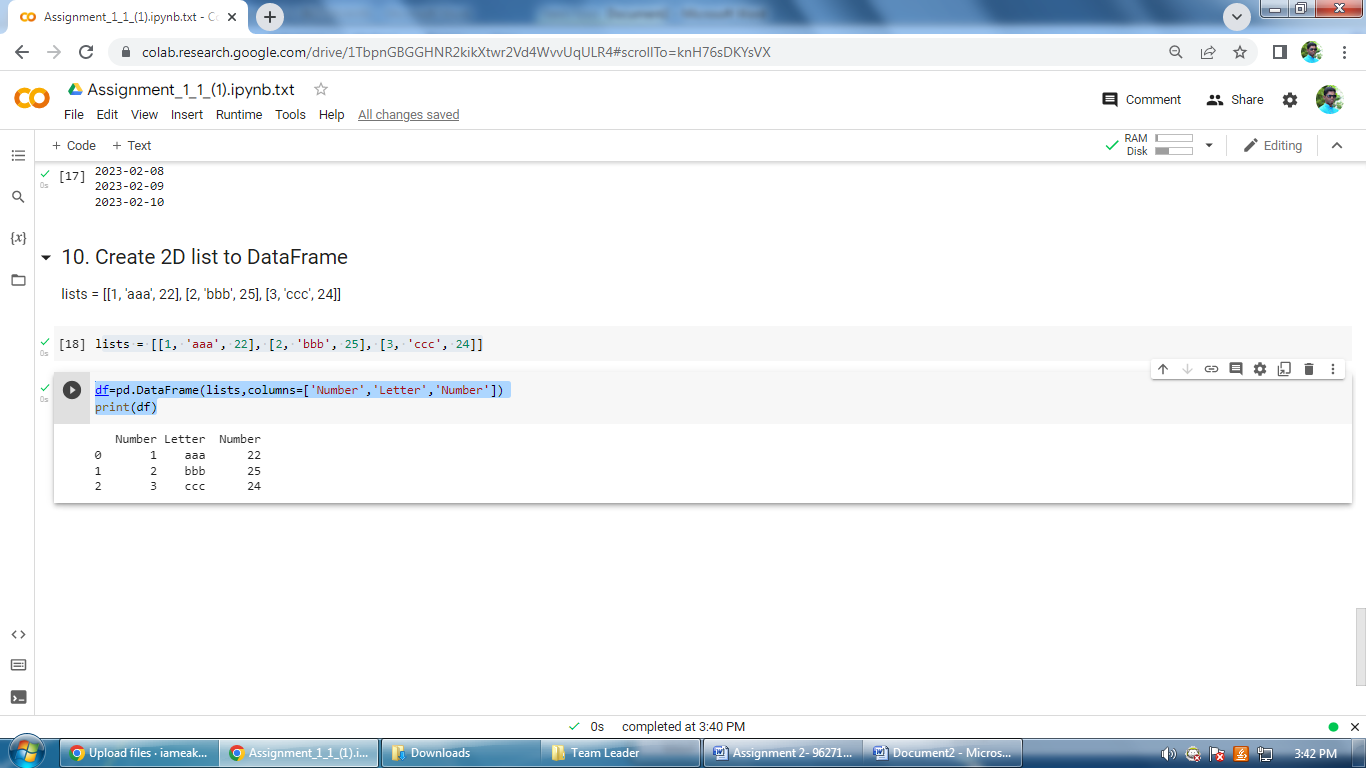 Assignment_1_1_(1).ipynb.txt - Co
colab.research.google.com/drive/1TbpnGBGGHNR2kikXtwr2Vd4WvvUqULR4#scrollTo=knH76sDKYsVX
Assignment_1_1_(1).ipynb.txt
Comment
Share
File Edit View Insert Runtime Tools Help All changes saved
+ Code + Text
RAM
Disk
Editing
0s
[17] 2023-02-08
2023-02-09
2023-02-10
10. Create 2D list to DataFrame
lists = [[1, 'aaa', 22], [2, 'bbb', 25], [3, 'ccc', 24]]
0s
[18] lists = [[1, 'aaa', 22], [2, 'bbb', 25], [3, 'ccc', 24]]
0s
df=pd.DataFrame(lists,columns=['Number','Letter','Number'])
print(df)
Number Letter Number
0 1 aaa 22
1 2 bbb 25
2 3 ccc 24
0s completed at 3:40 PM
Upload files · iameak... Assignment_1_1_(1).i... Downloads Team Leader Assignment 2- 96271... Document2 - Micros... 3:42 PM